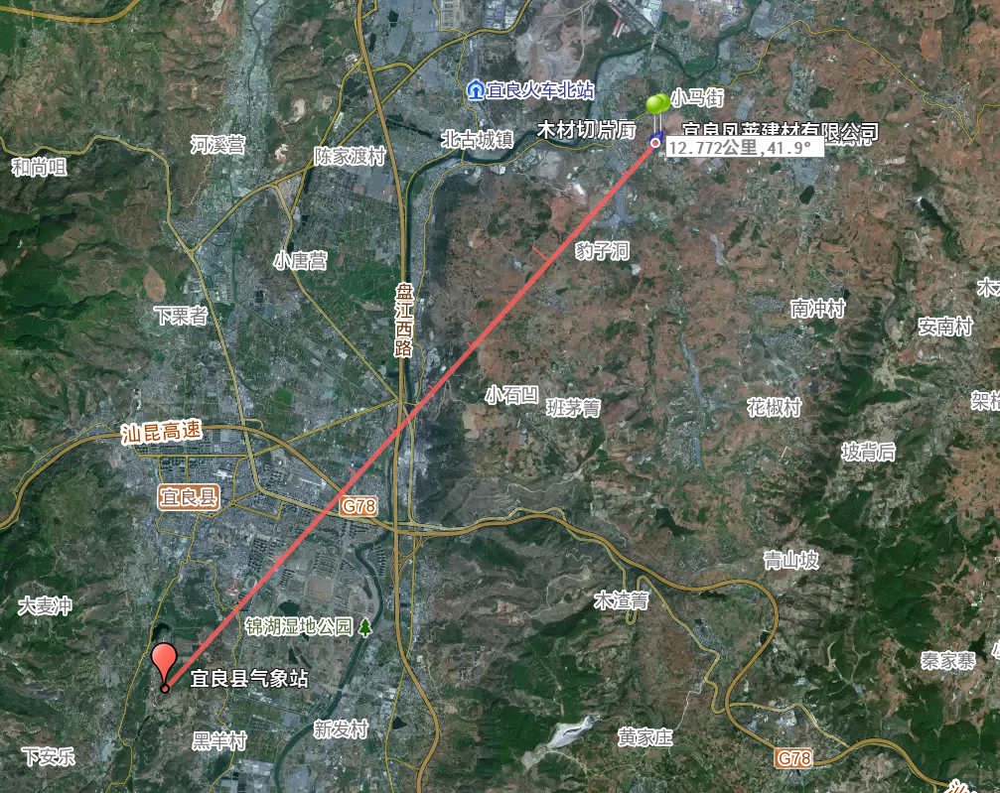 宜良火车北站
小马街
木材切片厂
宜良凤莱建材有限公司
12.772公里,41.9°
河溪营
北古城镇
陈家渡村
和尚咀
小唐营
豹子洞
盘江西路
下栗者
南冲村
安南村
小石凹
班茅箐
花椒村
汕昆高速
坡背后
宜良县
G78
青山坡
大麦冲
木渣箐
锦湖湿地公园
秦家寨
宜良县气象站
新发村
黑羊村
黄家庄
下安乐
G78